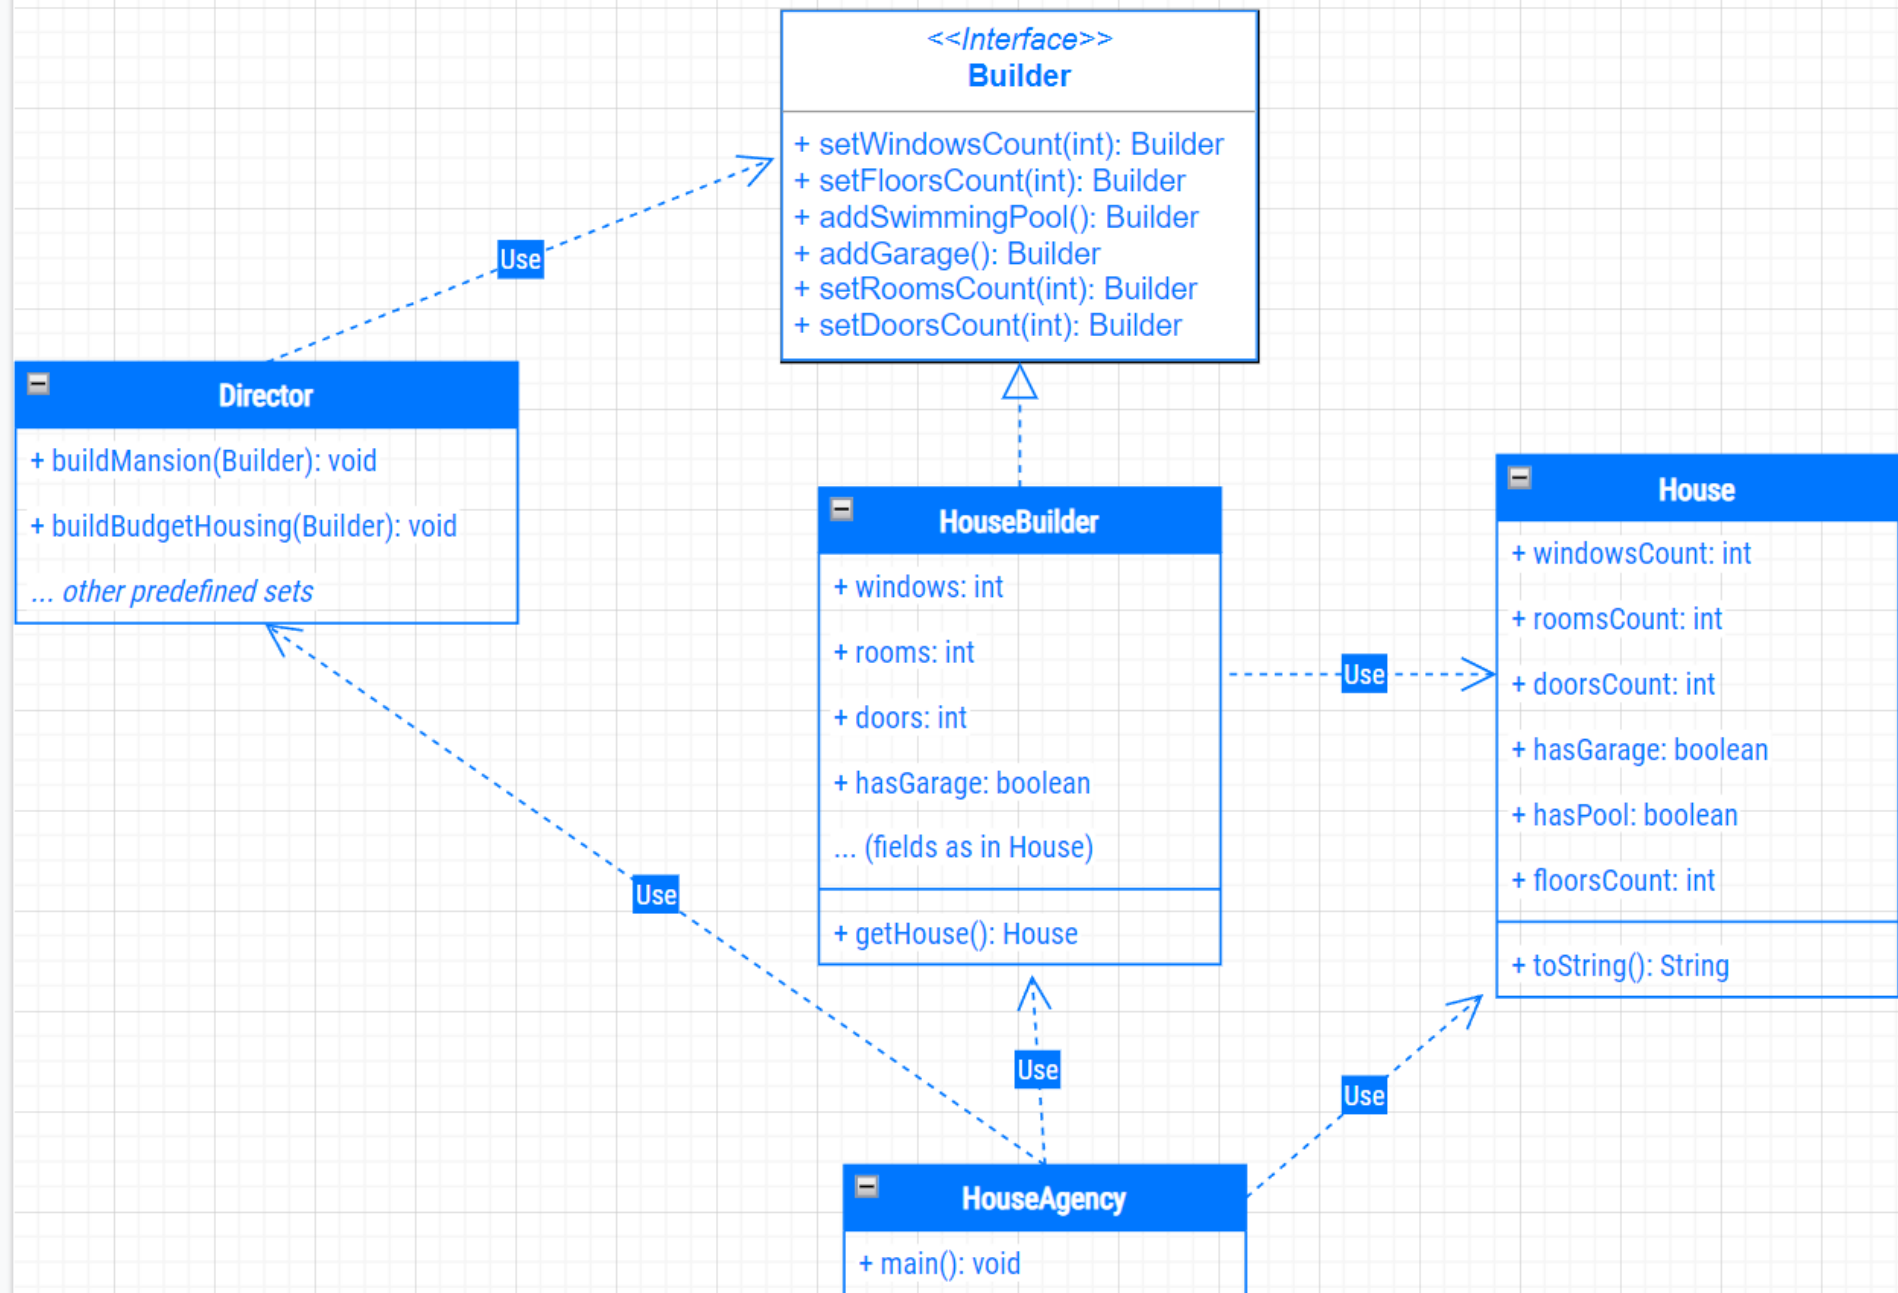 <<Interface>>
Builder
+ setWindowsCount(int): Builder
+ setFloorsCount(int): Builder
+ addSwimmingPool(): Builder
+ addGarage(): Builder
+ setRoomsCount(int): Builder
+ setDoorsCount(int): Builder
Use
Director
+ buildMansion(Builder): void
+ buildBudgetHousing(Builder): void
... other predefined sets
HouseBuilder
+ windows: int
+ rooms: int
+ doors: int
+ hasGarage: boolean
... (fields as in House)
+ getHouse(): House
Use
House
+ windowsCount: int
+ roomsCount: int
+ doorsCount: int
+ hasGarage: boolean
+ hasPool: boolean
+ floorsCount: int
+ toString(): String
Use
Use
Use
HouseAgency
+ main(): void